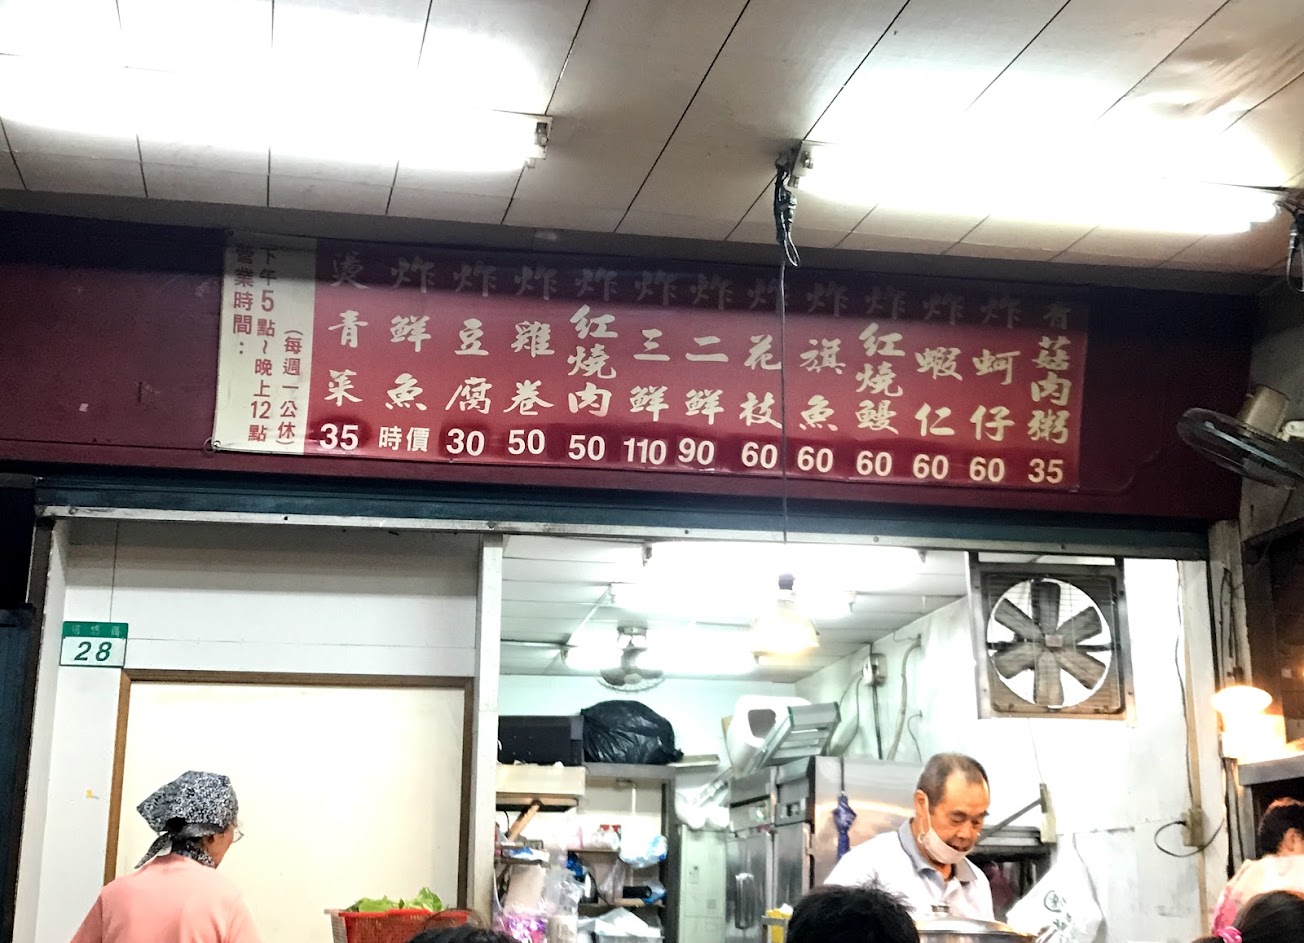 香菇肉粥 35
炸蚵仔 60
炸蝦仁 60
炸紅燒鰻 60
炸旗魚 60
炸花枝 60
炸二鮮 90
炸三鮮 110
炸紅燒肉 50
炸雞卷 50
炸豆腐 30
炸鮮魚 時價
燙青菜 35
(每週一公休)
下午5點~晚上12點
營業時間:
28